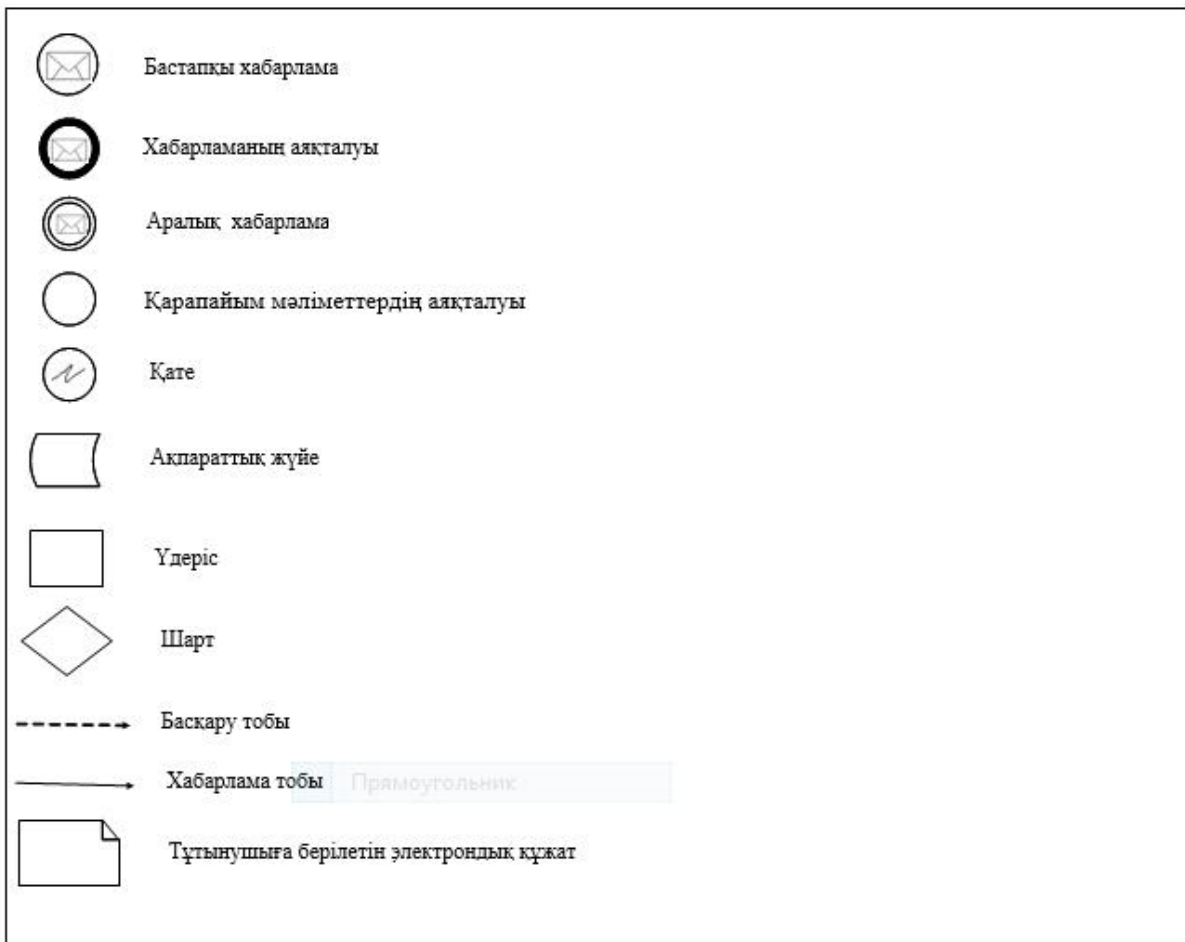 Бастапқы хабарлама
Хабарламаның аяқталуы
Аралық хабарлама
Қарапайым мәліметтердің аяқталуы
Қате
Ақпараттық жүйе
Үдеріс
Шарт
Басқару тобы
Хабарлама тобы
Прямоугольник
Тұтынушыға берілетін электрондық құжат